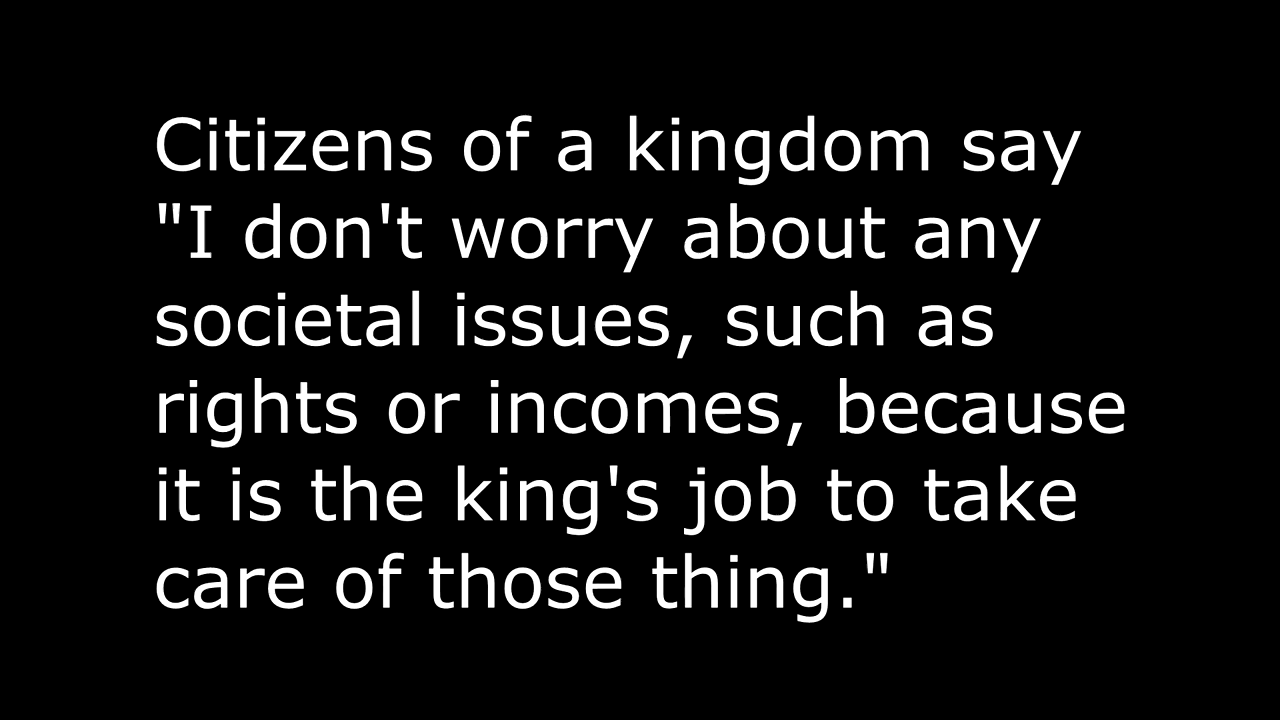 Citizens of a kingdom say
"I don't worry about any
societal issues, such as
rights or incomes, because
it is the king's job to take
care of those thing."